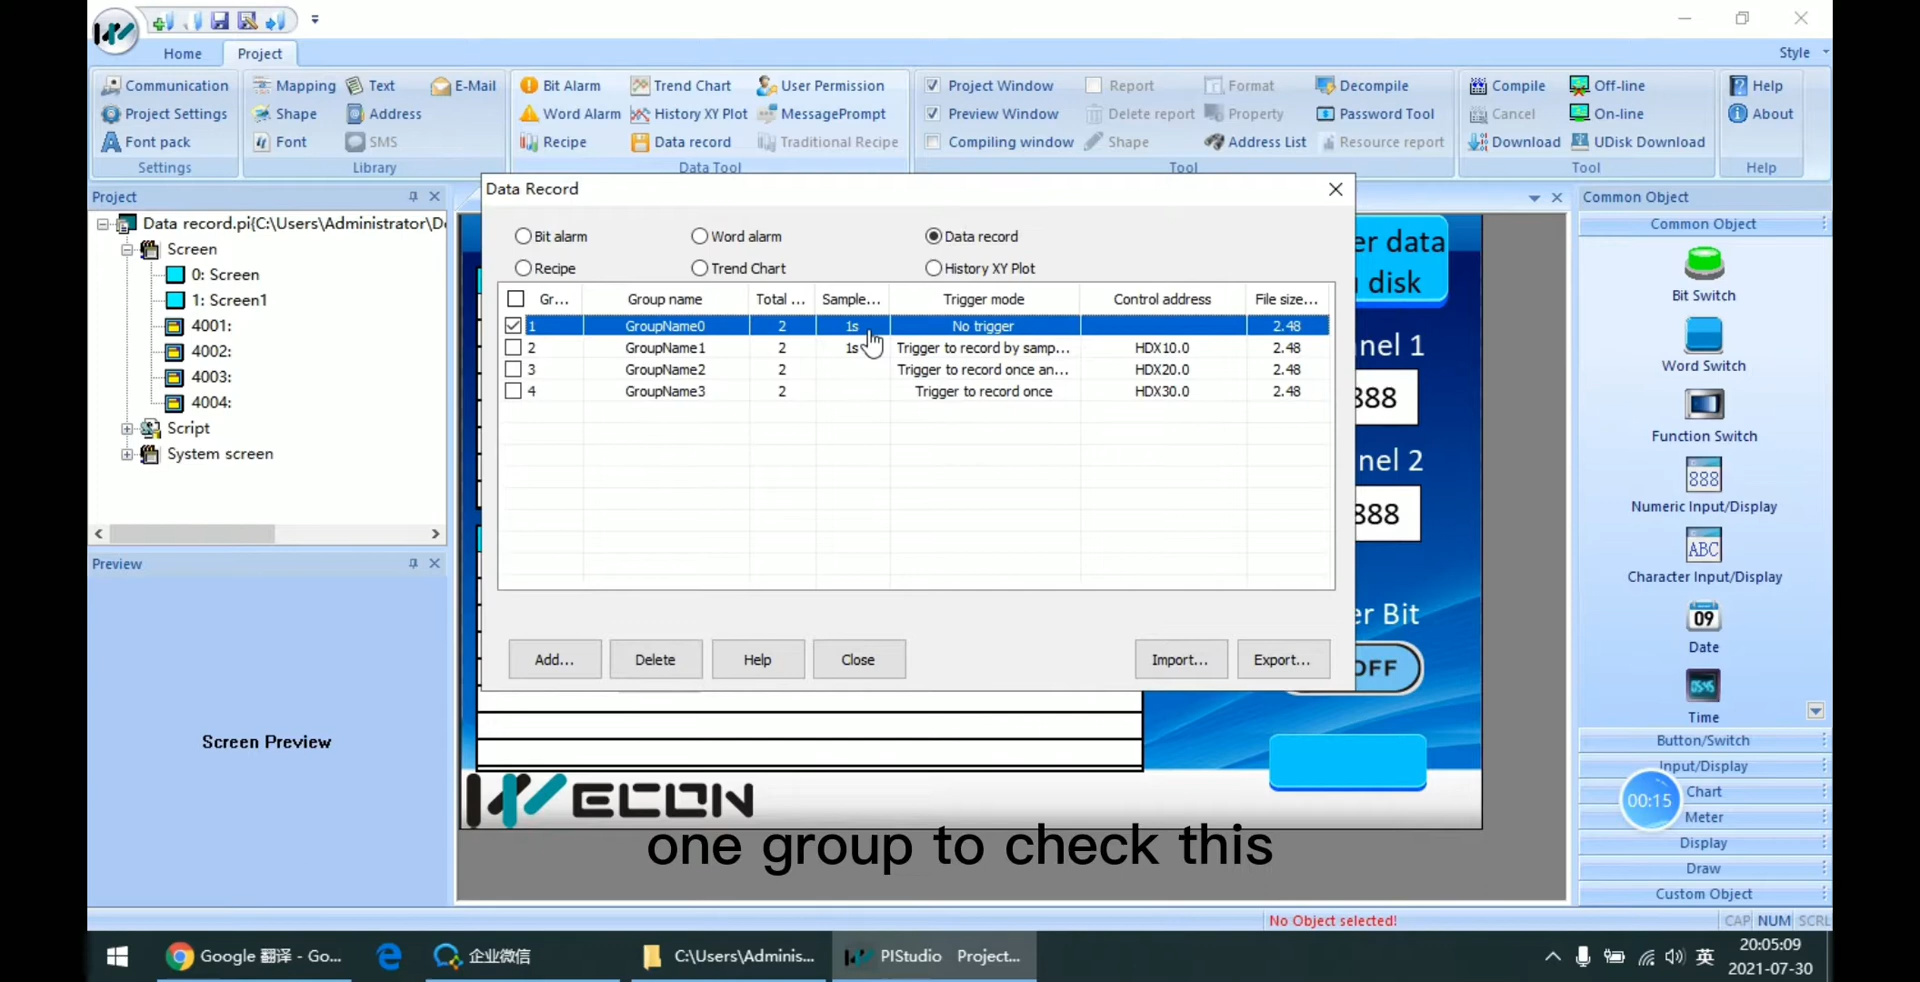 Home
Project
Style
Communication
Project Settings
Font pack
Settings
Mapping
Text
E-Mail
Shape
Address
Font
SMS
Library
Bit Alarm
Trend Chart
User Permission
Word Alarm
History XY Plot
MessagePrompt
Recipe
Data record
Traditional Recipe
Data Tool
Project Window
Report
Format
Decompile
Preview Window
Delete report
Property
Password Tool
Compiling window
Shape
Address List
Resource report
Tool
Compile
Off-line
Cancel
On-line
Download
UDisk Download
Tool
Help
About
Help
Project
Data record.pi{C:\Users\Administrator\De
Screen
0: Screen
1: Screen1
4001:
4002:
4003:
4004:
Script
System screen
Preview
Screen Preview
Data Record
Bit alarm
Word alarm
Data record
Recipe
Trend Chart
History XY Plot
Gr... Group name Total ... Sample... Trigger mode Control address File size...
1 GroupName0 2 1s No trigger 2.48
2 GroupName1 2 1s Trigger to record by samp... HDX10.0 2.48
3 GroupName2 2 Trigger to record once an... HDX20.0 2.48
4 GroupName3 2 Trigger to record once HDX30.0 2.48
Add...
Delete
Help
Close
Import...
Export...
er data
disk
nel 1
888
nel 2
888
er Bit
OFF
WECON
one group to check this
Common Object
Common Object
Bit Switch
Word Switch
Function Switch
888
Numeric Input/Display
ABC
Character Input/Display
09
Date
Time
Button/Switch
Input/Display
Chart
Meter
Display
Draw
Custom Object
00:15
No Object selected!
CAP NUM SCRL
Google 翻译 - Go...
企业微信
C:\Users\Adminis...
PIStudio Project...
英
20:05:09
2021-07-30